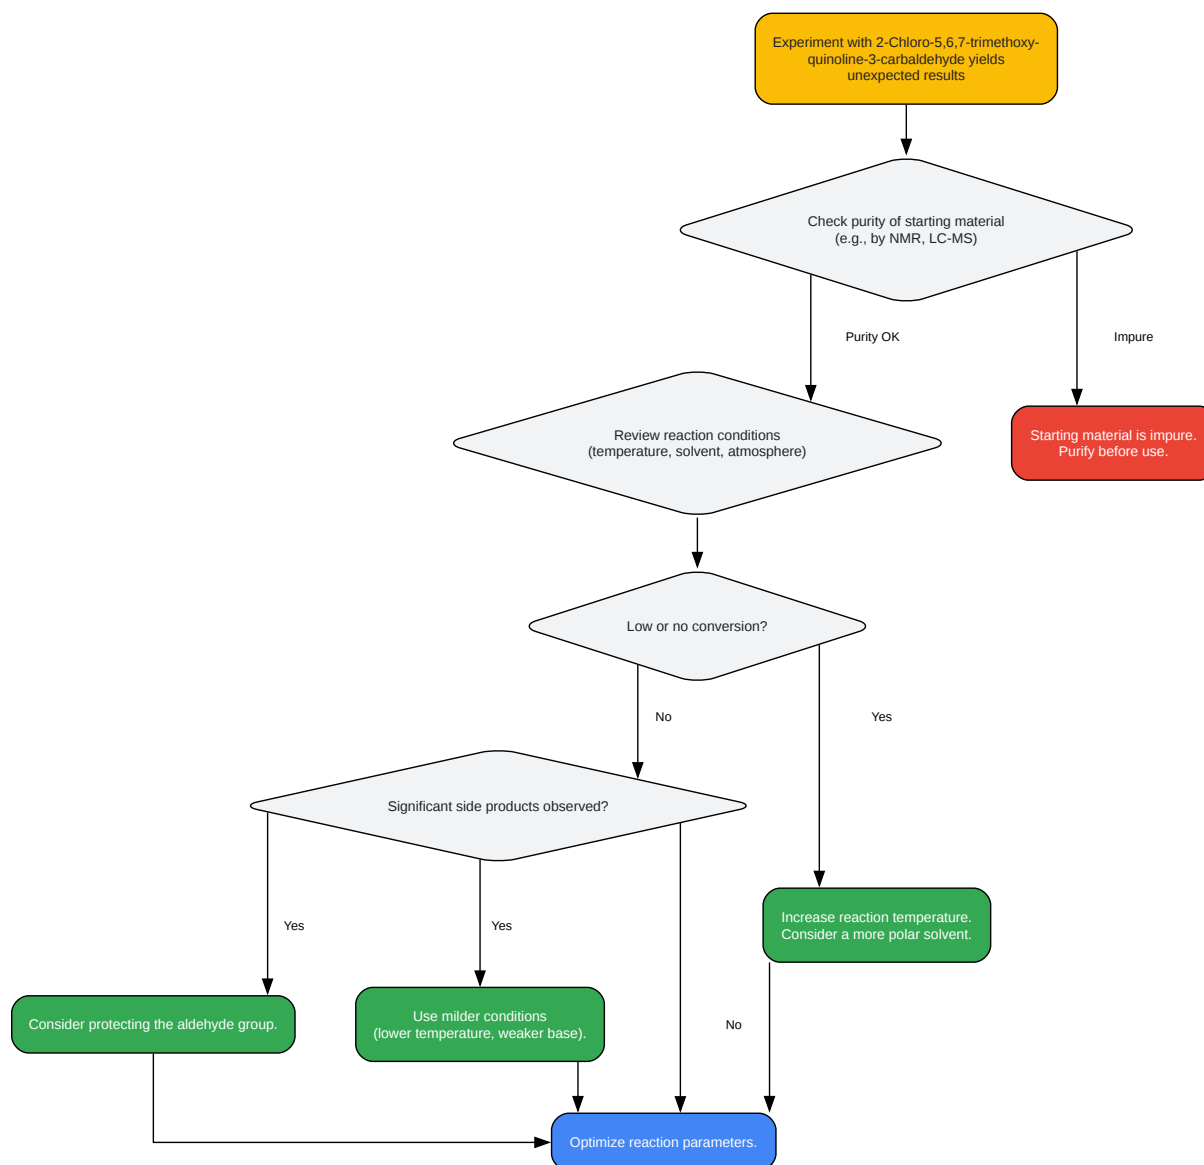 Experiment with 2-Chloro-5,6,7-trimethoxy-
quinoline-3-carbaldehyde yields
unexpected results
Check purity of starting material
(e.g., by NMR, LC-MS)
Purity OK
Impure
Review reaction conditions
(temperature, solvent, atmosphere)
Starting material is impure.
Purify before use.
Low or no conversion?
No
Yes
Significant side products observed?
Yes
Yes
Increase reaction temperature.
Consider a more polar solvent.
Consider protecting the aldehyde group.
Use milder conditions
(lower temperature, weaker base).
No
Optimize reaction parameters.